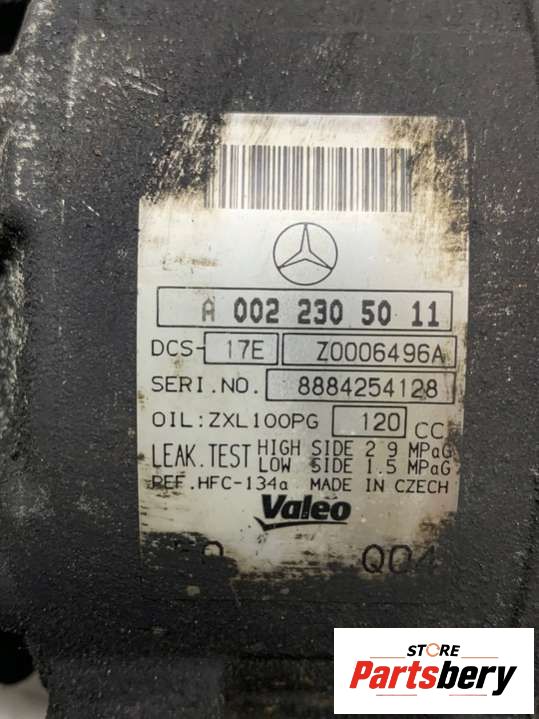 A 002 230 50 11
DCS- 17E Z0006496A
SERI.NO. 8884254128
OIL:ZXL100PG 120 CC
LEAK.TEST HIGH SIDE 2 9 MPaG
LOW SIDE 1.5 MPaG
REF.HFC-134a MADE IN CZECH
Valeo
Q04
STORE
Partsbery